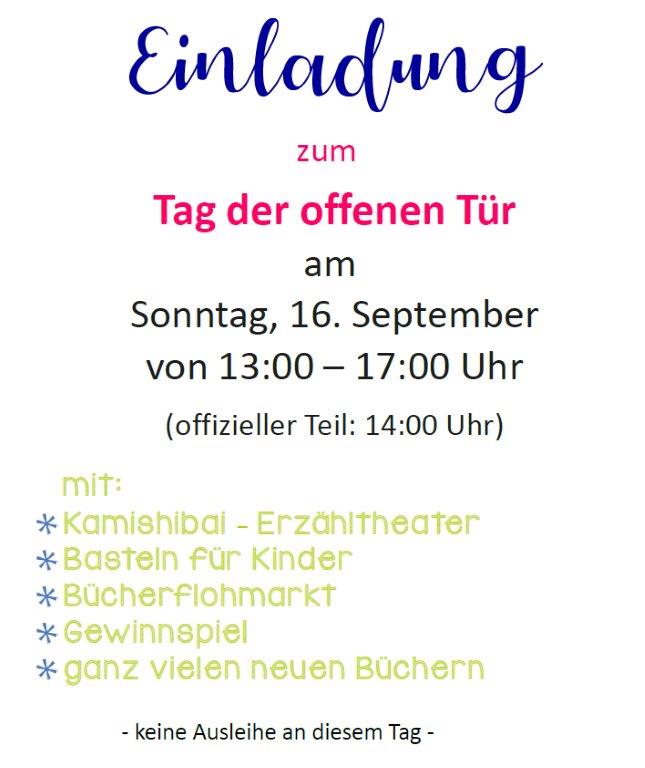 Einladung
zum
Tag der offenen Tür
am
Sonntag, 16. September
von 13:00 – 17:00 Uhr
(offizieller Teil: 14:00 Uhr)
mit:
* Kamishibai - Erzähltheater
* Basteln für Kinder
* Bücherflohmarkt
* Gewinnspiel
* ganz vielen neuen Büchern
- keine Ausleihe an diesem Tag -